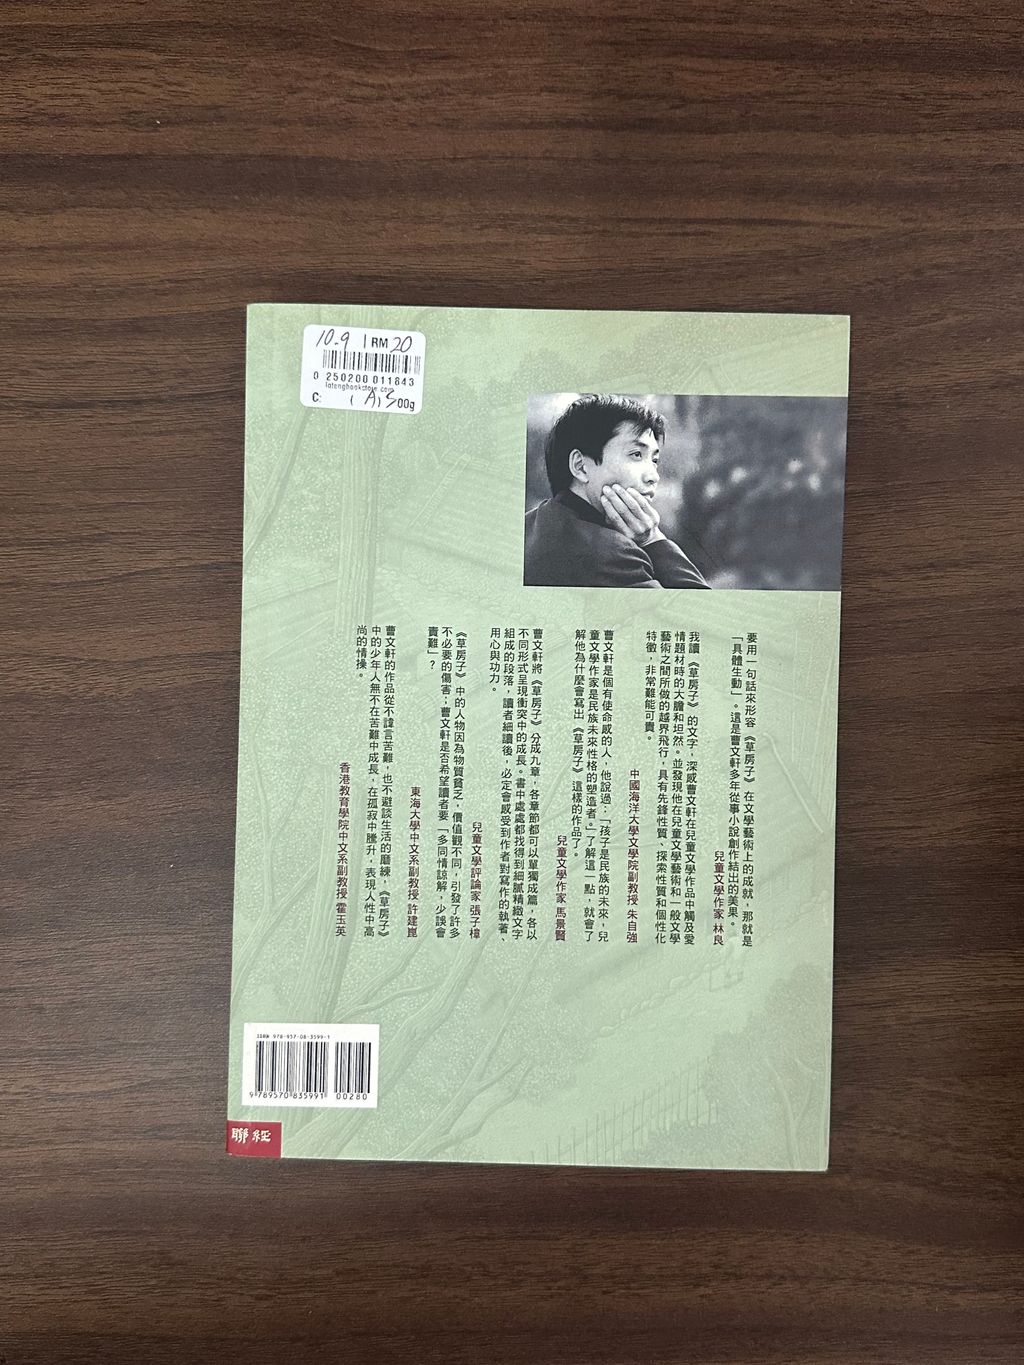 10.9 | RM 20
0 250200 011843
C: ( A ) 500g
要用一句話來形容《草房子》在文學藝術上的成就，那就是
「具體生動」。這是曹文軒多年從事小說創作結出的美果。
兒童文學作家 林良
我讀《草房子》的文字，深感曹文軒在兒童文學作品中觸及愛
情題材時的大膽和坦然。並發現他在兒童文學藝術和一般文學
藝術之間所做的越界飛行，具有先鋒性質、探索性質和個性化
特徵，非常難能可貴。
中國海洋大學文學院副教授 朱自強
曹文軒是個有使命感的人，他說過：「孩子是民族的未來，兒
童文學作家是民族未來性格的塑造者。」了解這一點，就會了
解他為什麼會寫出《草房子》這樣的作品了。
兒童文學作家 馬景賢
曹文軒將《草房子》分成九章，各章節都可以單獨成篇，各以
不同形式呈現衝突中的成長。書中處處都找得到細膩精緻文字
組成的段落，讀者細讀後，必定會感受到作者對寫作的執著、
用心與功力。
兒童文學評論家 張子樟
《草房子》中的人物因為物質貧乏，價值觀不同，引發了許多
不必要的傷害；曹文軒是否希望讀者要「多同情諒解，少誤會
責難」？
東海大學中文系副教授 許建崑
曹文軒的作品從不諱言苦難，也不避談生活的磨練，《草房子》
中的少年人無不在苦難中成長，在孤寂中騰升，表現人性中高
尚的情操。
香港教育學院中文系副教授 霍玉英
ISBN 978-957-08-3599-1
9 789570 835991 00280
聯經